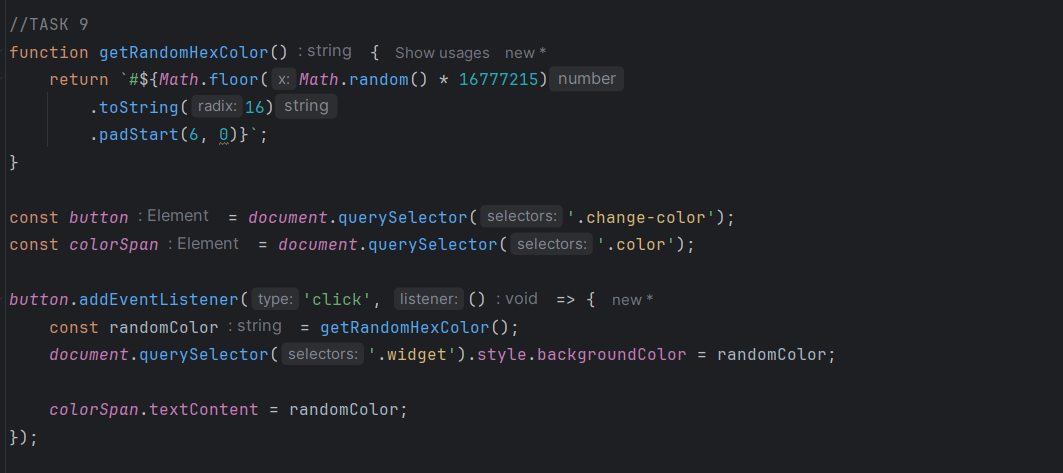 //TASK 9
function getRandomHexColor() : string { Show usages new *
return `#${Math.floor( x: Math.random() * 16777215) number
.toString( radix: 16) string
.padStart(6, 0)}`;
}
const button : Element = document.querySelector( selectors: '.change-color');
const colorSpan : Element = document.querySelector( selectors: '.color');
button.addEventListener( type: 'click', listener: () : void => { new *
const randomColor : string = getRandomHexColor();
document.querySelector( selectors: '.widget').style.backgroundColor = randomColor;
colorSpan.textContent = randomColor;
});